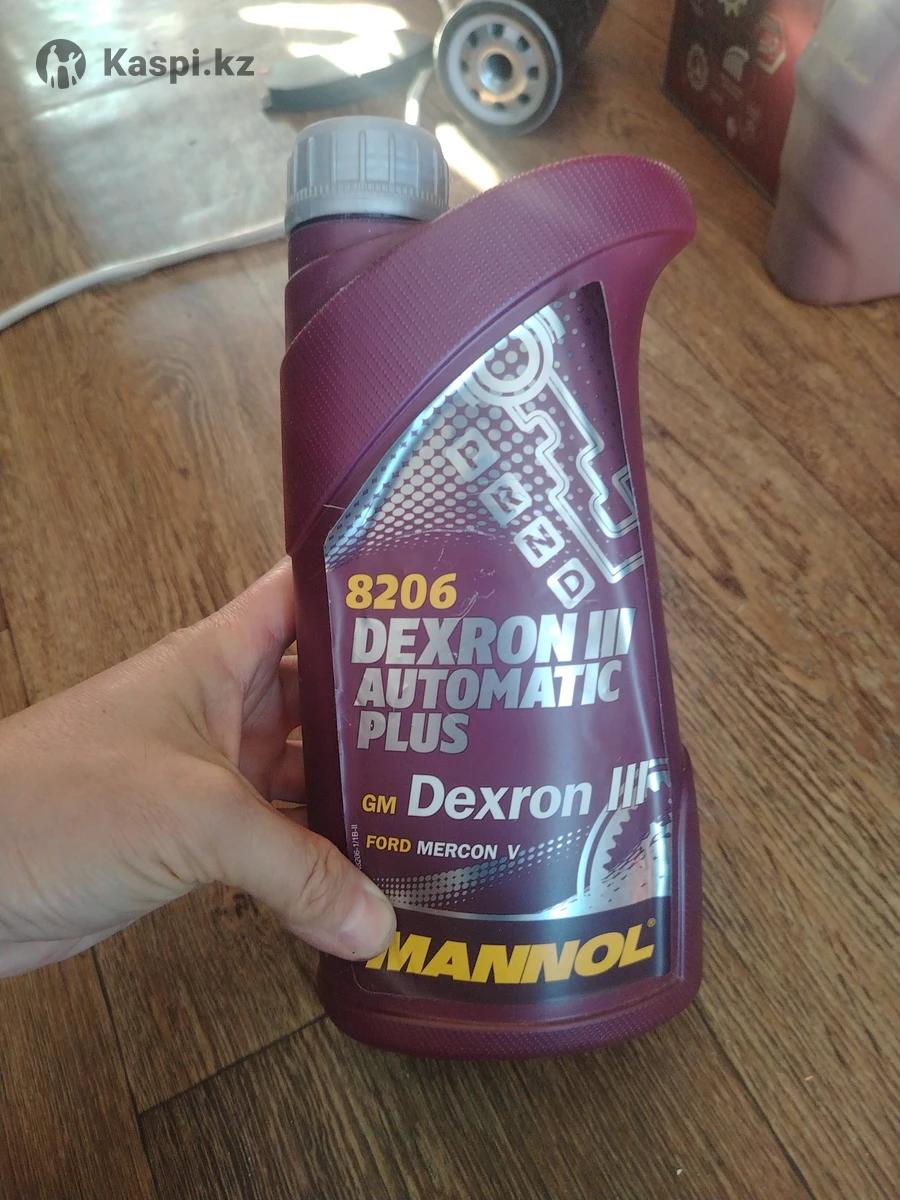 Kaspi.kz
P
R
N
D
8206
DEXRON III
AUTOMATIC
PLUS
GM Dexron III
FORD MERCON V
MANNOL®